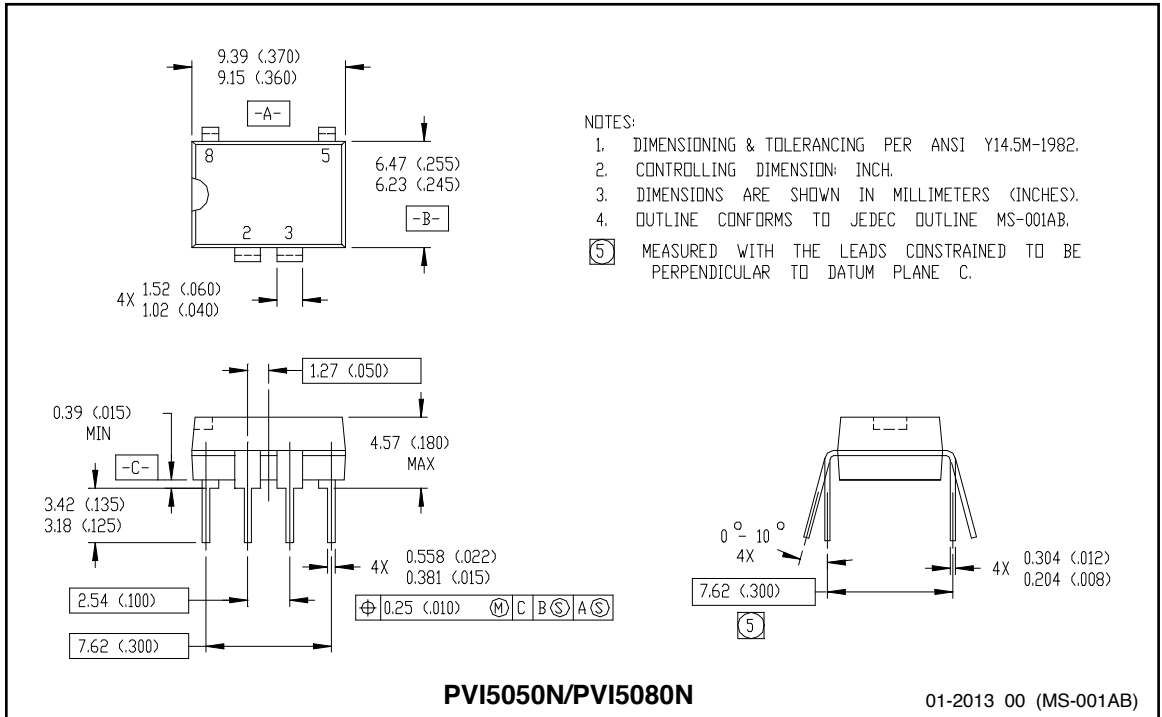 9.39 (.370)
9.15 (.360)
-A-
8 5
6.47 (.255)
6.23 (.245)
-B-
2 3
4X 1.52 (.060)
1.02 (.040)
NOTES:
1. DIMENSIONING & TOLERANCING PER ANSI Y14.5M-1982.
2. CONTROLLING DIMENSION: INCH.
3. DIMENSIONS ARE SHOWN IN MILLIMETERS (INCHES).
4. OUTLINE CONFORMS TO JEDEC OUTLINE MS-001AB.
5 MEASURED WITH THE LEADS CONSTRAINED TO BE
PERPENDICULAR TO DATUM PLANE C.
1.27 (.050)
0.39 (.015)
MIN
-C-
4.57 (.180)
MAX
3.42 (.135)
3.18 (.125)
4X 0.558 (.022)
0.381 (.015)
2.54 (.100)
⌖ 0.25 (.010) Ⓜ C B Ⓢ A Ⓢ
7.62 (.300)
0° - 10°
4X
4X 0.304 (.012)
0.204 (.008)
7.62 (.300)
5
PVI5050N/PVI5080N
01-2013 00 (MS-001AB)